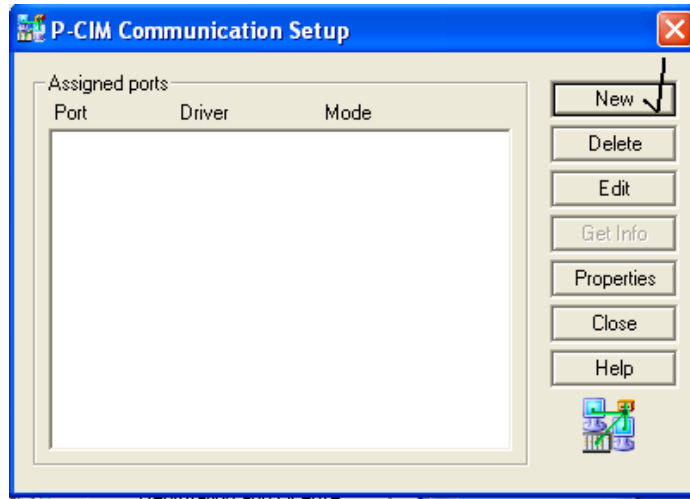 P-CIM Communication Setup
Assigned ports
Port Driver Mode
New
Delete
Edit
Get Info
Properties
Close
Help